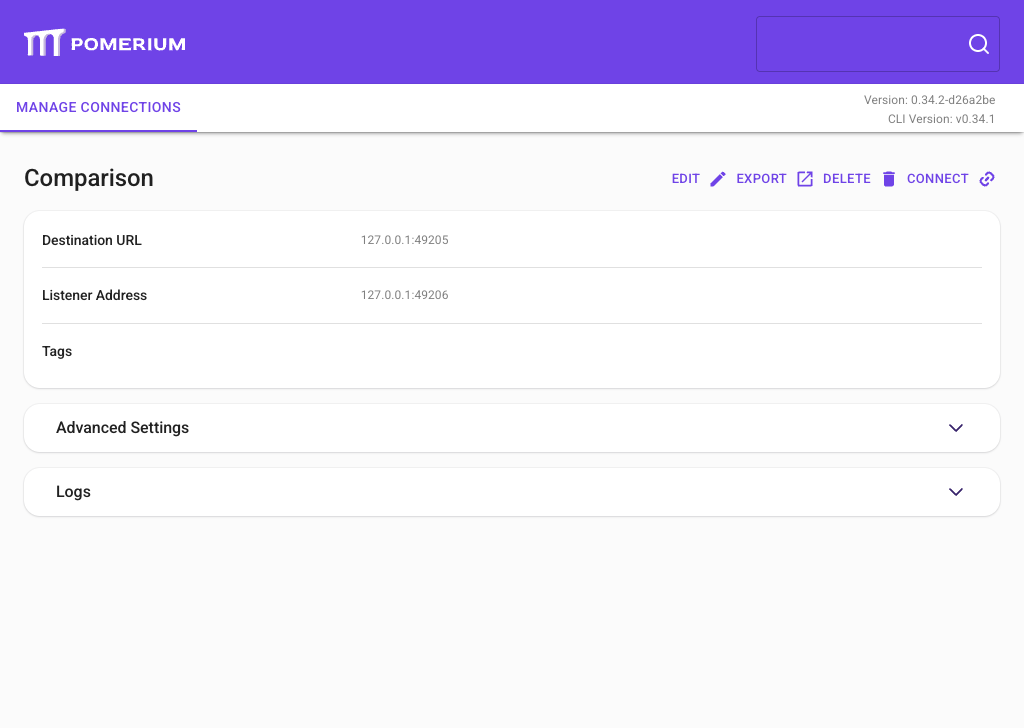 POMERIUM
MANAGE CONNECTIONS
Version: 0.34.2-d26a2be
CLI Version: v0.34.1
Comparison
EDIT EXPORT DELETE CONNECT
Destination URL 127.0.0.1:49205
Listener Address 127.0.0.1:49206
Tags
Advanced Settings
Logs